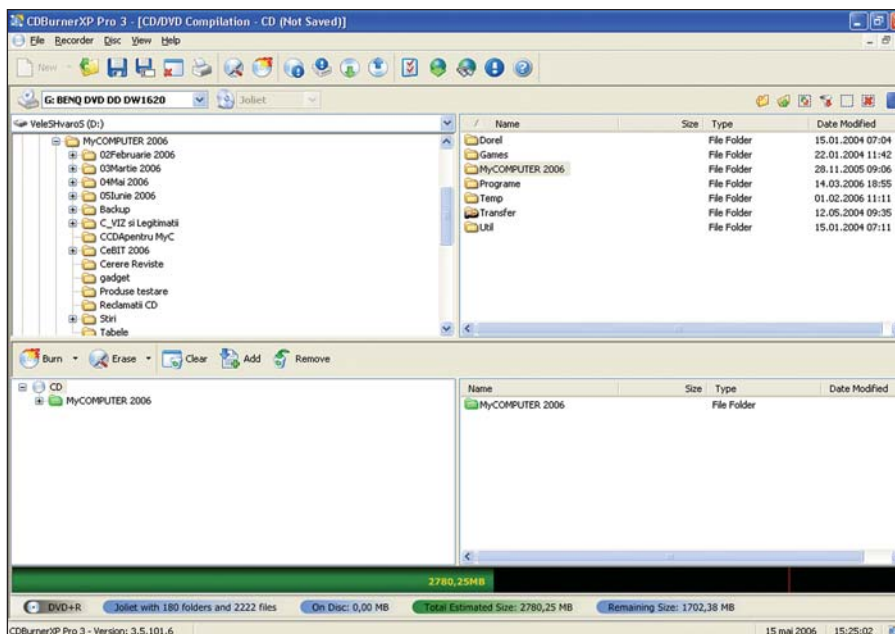 CDBurnerXP Pro 3 - [CD/DVD Compilation - CD (Not Saved)]
File Recorder Disc View Help
New
G: BENQ DVD DD DW1620 Joliet
VeleSHvaroS (D:)
MyCOMPUTER 2006
02Februarie 2006
03Martie 2006
04Mai 2006
05Iunie 2006
Backup
C_VIZ si Legitimatii
CCDApentru MyC
CeBIT 2006
Cerere Reviste
gadget
Produse testare
Reclamatii CD
Stiri
Tabele
Name Size Type Date Modified
Dorel File Folder 15.01.2004 07:04
Games File Folder 22.01.2004 11:42
MyCOMPUTER 2006 File Folder 28.11.2005 09:06
Programe File Folder 14.03.2006 18:55
Temp File Folder 01.02.2006 11:11
Transfer File Folder 12.05.2004 09:35
Util File Folder 15.01.2004 07:11
Burn Erase Clear Add Remove
CD
MyCOMPUTER 2006
Name Size Type Date Modified
MyCOMPUTER 2006 File Folder
2780,25MB
DVD+R Joliet with 180 folders and 2222 files On Disc: 0,00 MB Total Estimated Size: 2780,25 MB Remaining Size: 1702,38 MB
CDBurnerXP Pro 3 - Version: 3.5.101.6 15 mai 2006 15:25:02